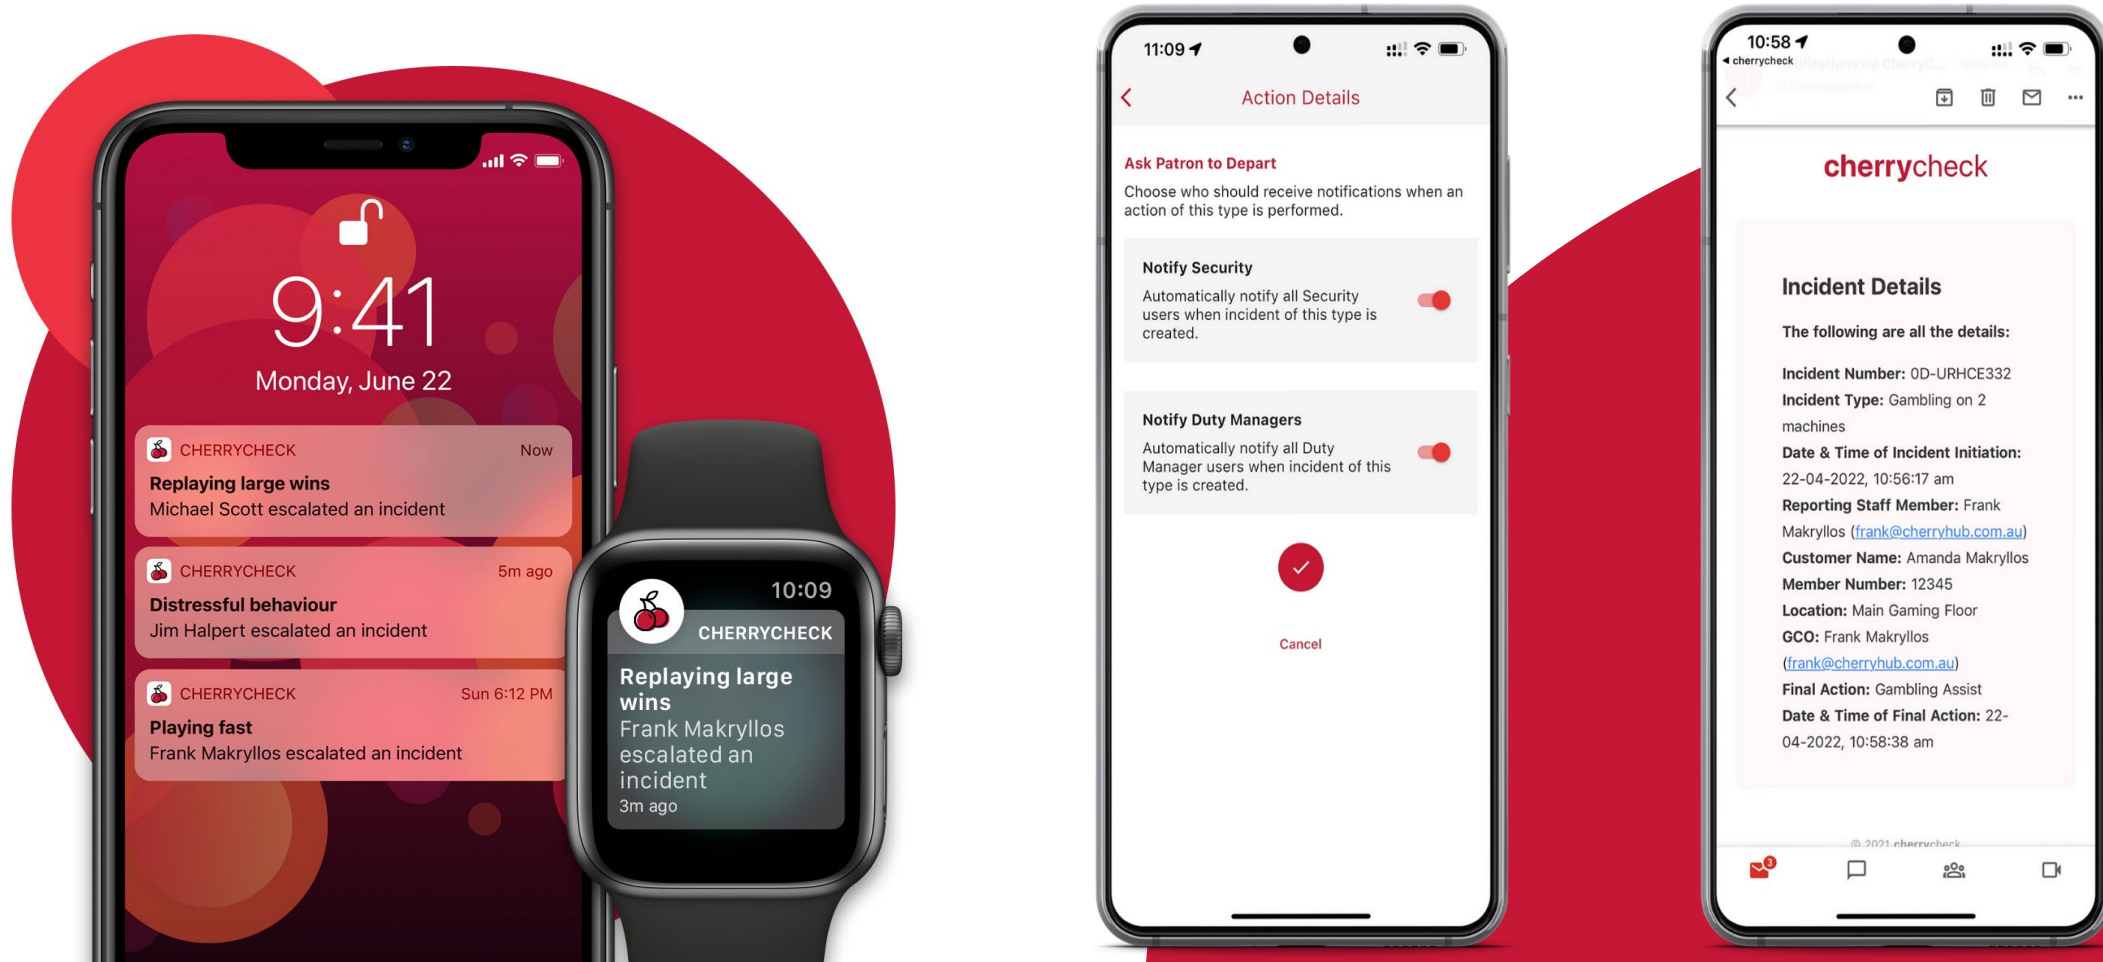 9:41
Monday, June 22
CHERRYCHECK Now
Replaying large wins
Michael Scott escalated an incident
CHERRYCHECK 5m ago
Distressful behaviour
Jim Halpert escalated an incident
CHERRYCHECK Sun 6:12 PM
Playing fast
Frank Makryllos escalated an incident
10:09
CHERRYCHECK
Replaying large
wins
Frank Makryllos
escalated an
incident
3m ago
11:09
Action Details
Ask Patron to Depart
Choose who should receive notifications when an
action of this type is performed.
Notify Security
Automatically notify all Security
users when incident of this type is
created.
Notify Duty Managers
Automatically notify all Duty
Manager users when incident of this
type is created.
Cancel
10:58
cherrycheck
cherrycheck
Incident Details
The following are all the details:
Incident Number: 0D-URHCE332
Incident Type: Gambling on 2
machines
Date & Time of Incident Initiation:
22-04-2022, 10:56:17 am
Reporting Staff Member: Frank
Makryllos (frank@cherryhub.com.au)
Customer Name: Amanda Makryllos
Member Number: 12345
Location: Main Gaming Floor
GCO: Frank Makryllos
(frank@cherryhub.com.au)
Final Action: Gambling Assist
Date & Time of Final Action: 22-
04-2022, 10:58:38 am
© 2021 cherrycheck
3